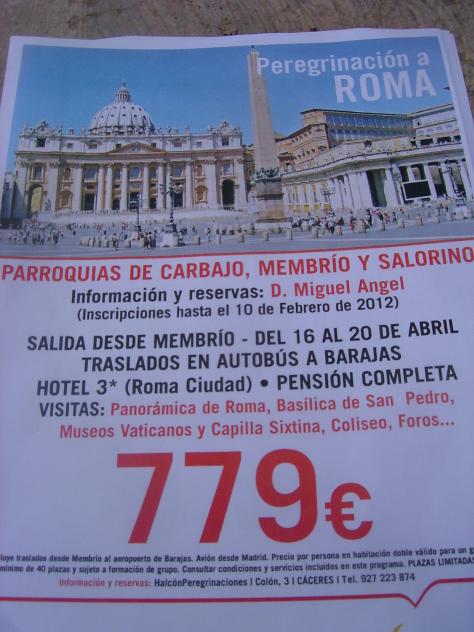 Peregrinación a
ROMA
PARROQUIAS DE CARBAJO, MEMBRÍO Y SALORINO
Información y reservas: D. Miguel Angel
(Inscripciones hasta el 10 de Febrero de 2012)
SALIDA DESDE MEMBRÍO - DEL 16 AL 20 DE ABRIL
TRASLADOS EN AUTOBÚS A BARAJAS
HOTEL 3* (Roma Ciudad) • PENSIÓN COMPLETA
VISITAS: Panorámica de Roma, Basílica de San Pedro,
Museos Vaticanos y Capilla Sixtina, Coliseo, Foros...
779€
traslados desde Membrío al aeropuerto de Barajas. Avión desde Madrid. Precio por persona en habitación doble válido para un
mínimo de 40 plazas y sujeto a formación de grupo. Consultar condiciones y servicios incluidos en este programa. PLAZAS LIMITADAS
Información y reservas: HalcónPeregrinaciones | Colón, 3 | CÁCERES | Tel. 927 223 874